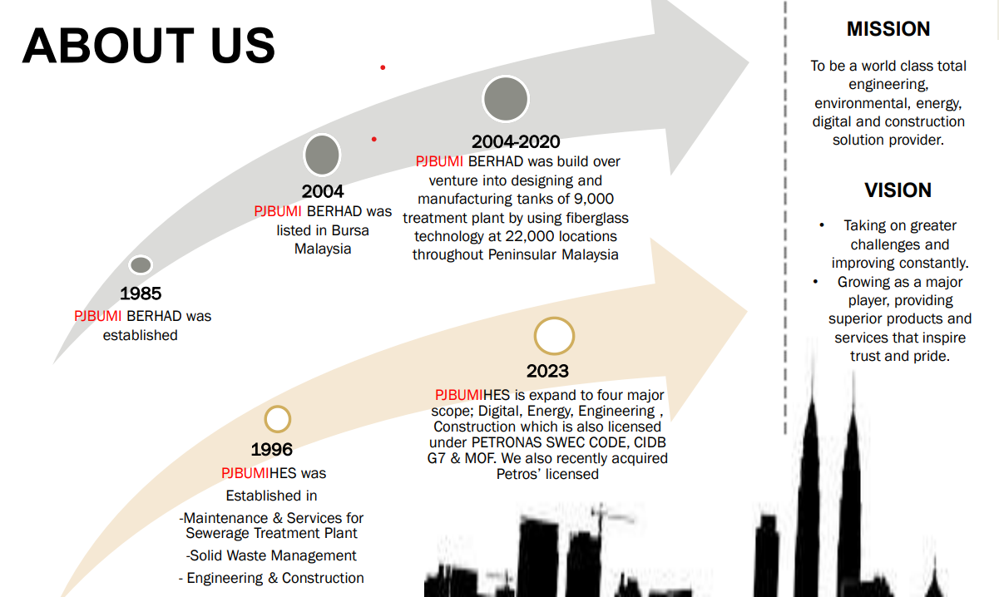 ABOUT US
1985
PJBUMI BERHAD was
established
2004
PJBUMI BERHAD was
listed in Bursa
Malaysia
2004-2020
PJBUMI BERHAD was build over
venture into designing and
manufacturing tanks of 9,000
treatment plant by using fiberglass
technology at 22,000 locations
throughout Peninsular Malaysia
1996
PJBUMIHES was
Established in
-Maintenance & Services for
Sewerage Treatment Plant
-Solid Waste Management
- Engineering & Construction
2023
PJBUMIHES is expand to four major
scope; Digital, Energy, Engineering ,
Construction which is also licensed
under PETRONAS SWEC CODE, CIDB
G7 & MOF. We also recently acquired
Petros’ licensed
MISSION
To be a world class total
engineering,
environmental, energy,
digital and construction
solution provider.
VISION
• Taking on greater
challenges and
improving constantly.
• Growing as a major
player, providing
superior products and
services that inspire
trust and pride.